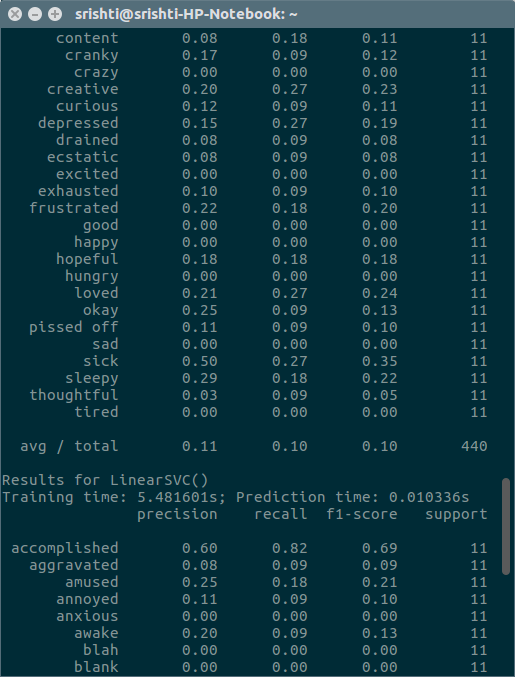 srishti@srishti-HP-Notebook: ~
content 0.08 0.18 0.11 11
cranky 0.17 0.09 0.12 11
crazy 0.00 0.00 0.00 11
creative 0.20 0.27 0.23 11
curious 0.12 0.09 0.11 11
depressed 0.15 0.27 0.19 11
drained 0.08 0.09 0.08 11
ecstatic 0.08 0.09 0.08 11
excited 0.00 0.00 0.00 11
exhausted 0.10 0.09 0.10 11
frustrated 0.22 0.18 0.20 11
good 0.00 0.00 0.00 11
happy 0.00 0.00 0.00 11
hopeful 0.18 0.18 0.18 11
hungry 0.00 0.00 0.00 11
loved 0.21 0.27 0.24 11
okay 0.25 0.09 0.13 11
pissed off 0.11 0.09 0.10 11
sad 0.00 0.00 0.00 11
sick 0.50 0.27 0.35 11
sleepy 0.29 0.18 0.22 11
thoughtful 0.03 0.09 0.05 11
tired 0.00 0.00 0.00 11
avg / total 0.11 0.10 0.10 440
Results for LinearSVC()
Training time: 5.481601s; Prediction time: 0.010336s
precision recall f1-score support
accomplished 0.60 0.82 0.69 11
aggravated 0.08 0.09 0.09 11
amused 0.25 0.18 0.21 11
annoyed 0.11 0.09 0.10 11
anxious 0.00 0.00 0.00 11
awake 0.20 0.09 0.13 11
blah 0.00 0.00 0.00 11
blank 0.00 0.00 0.00 11